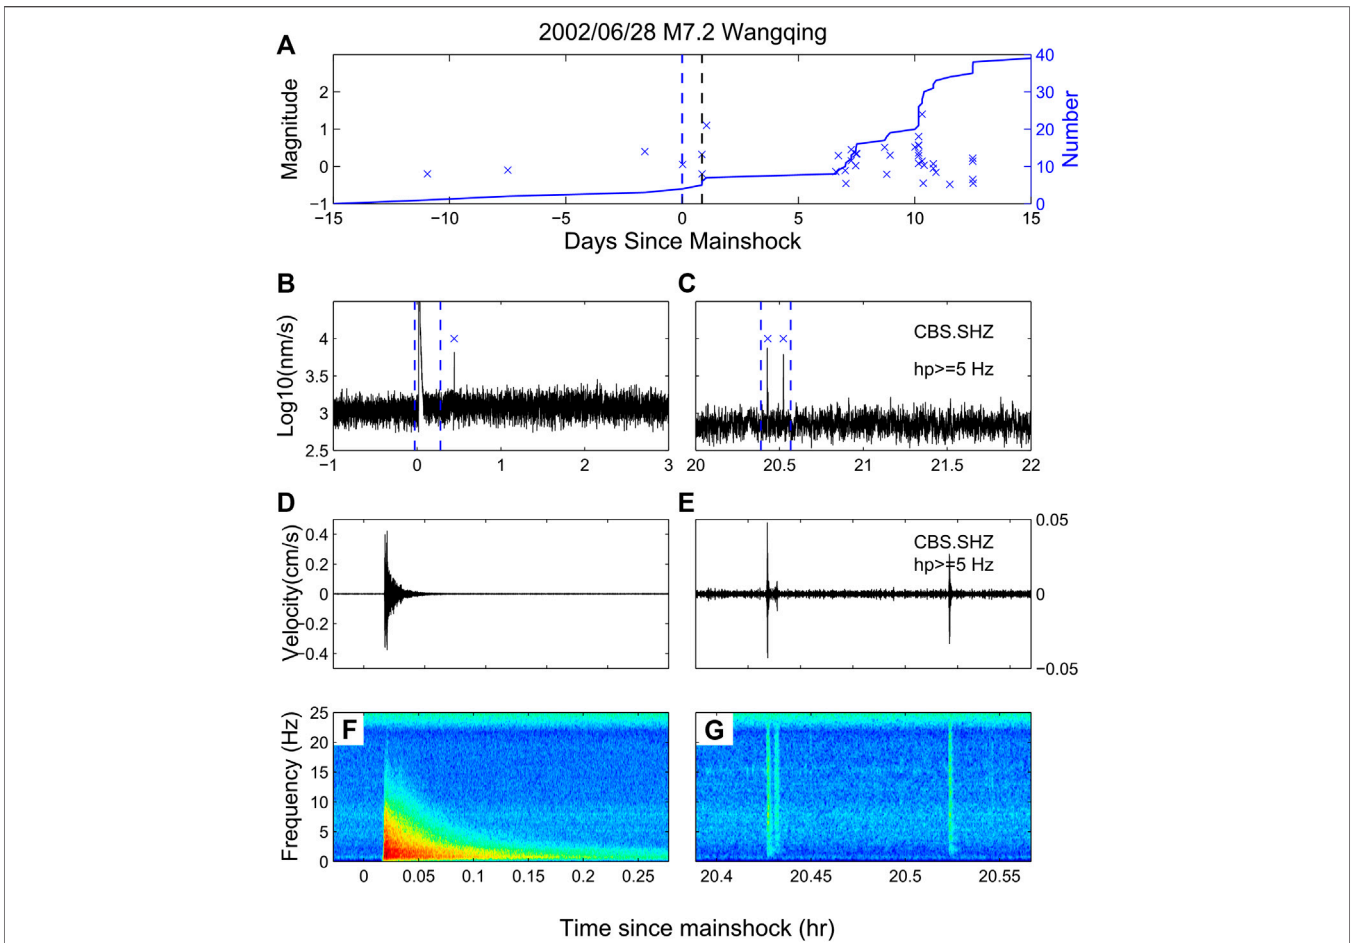 2002/06/28 M7.2 Wangqing
A
Magnitude
2
1
0
−1
40
30
20
10
0
Number
−15
−10
−5
0
5
10
15
Days Since Mainshock
B
Log10(nm/s)
4
3.5
3
2.5
−1
0
1
2
3
C
CBS.SHZ
hp>=5 Hz
20
20.5
21
21.5
22
D
Velocity(cm/s)
0.4
0.2
0
−0.2
−0.4
E
CBS.SHZ
hp>=5 Hz
0.05
0
−0.05
F
Frequency (Hz)
25
20
15
10
5
0
0
0.05
0.1
0.15
0.2
0.25
G
20.4
20.45
20.5
20.55
Time since mainshock (hr)